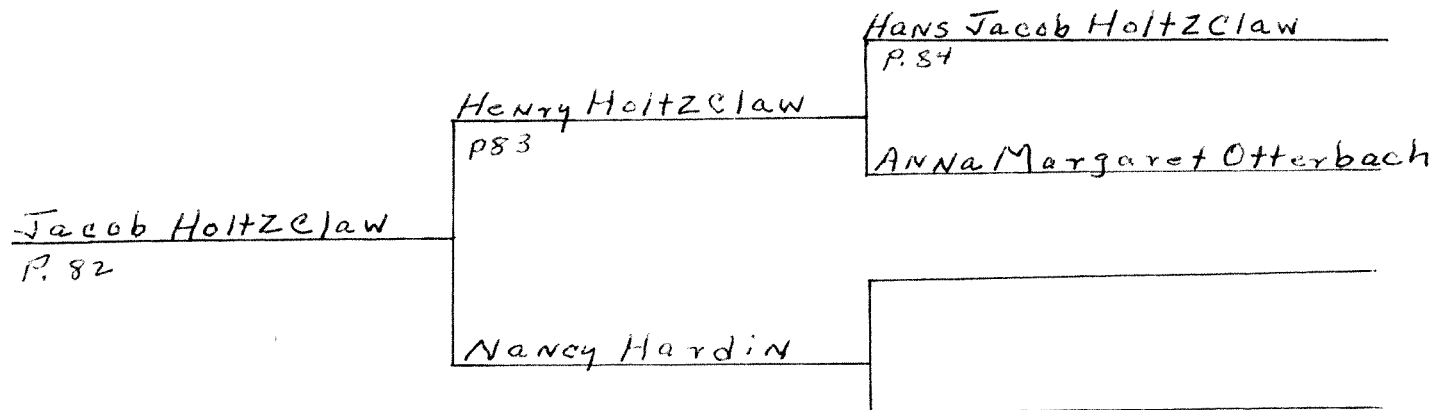 Hans Jacob HoltzClaw
P. 84
Henry HoltzClaw
P83
Anna Margaret Otterbach
Jacob HoltzClaw
P. 82
Nancy Hardin